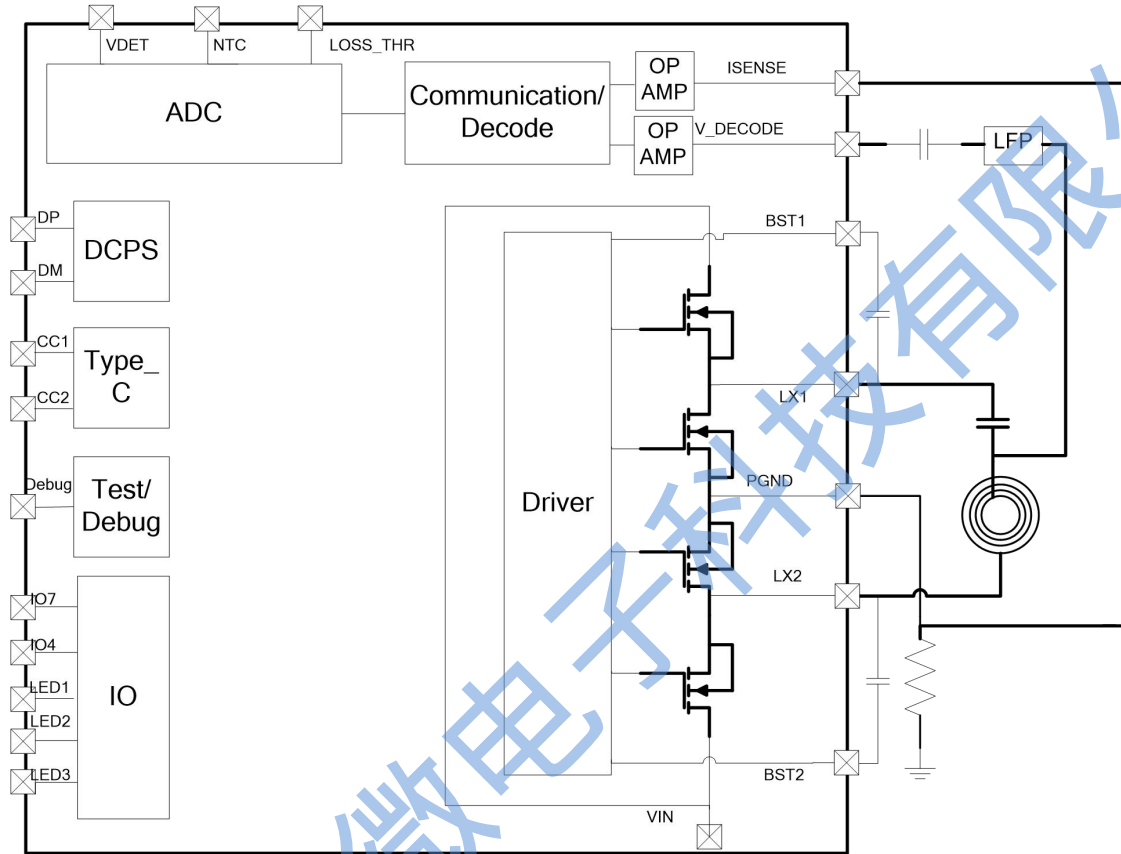 VDET
NTC
LOSS_THR
ADC
Communication/
Decode
OP
AMP
ISENSE
OP
AMP
V_DECODE
LFP
DP
DM
DCPS
CC1
CC2
Type_
C
Debug
Test/
Debug
IO7
IO4
LED1
LED2
LED3
IO
Driver
BST1
LX1
PGND
LX2
BST2
VIN
微电子科技有限公